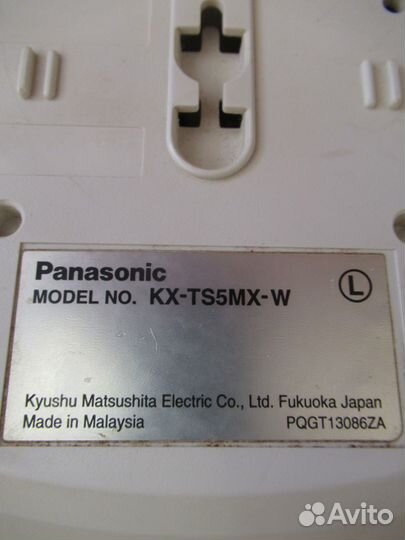 Panasonic
MODEL NO. KX-TS5MX-W
L
Kyushu Matsushita Electric Co., Ltd. Fukuoka Japan
Made in Malaysia PQGT13086ZA
Avito